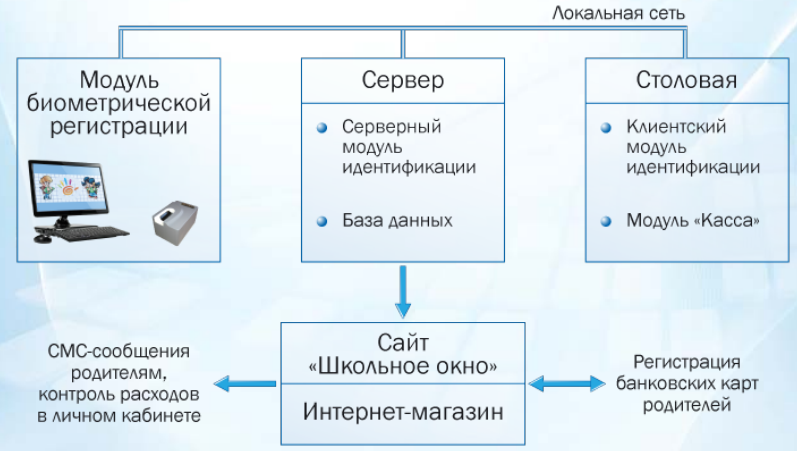 Локальная сеть
Модуль
биометрической
регистрации
Сервер
Серверный
модуль
идентификации
База данных
Столовая
Клиентский
модуль
идентификации
Модуль «Касса»
Сайт
«Школьное окно»
Интернет-магазин
СМС-сообщения
родителям,
контроль расходов
в личном кабинете
Регистрация
банковских карт
родителей